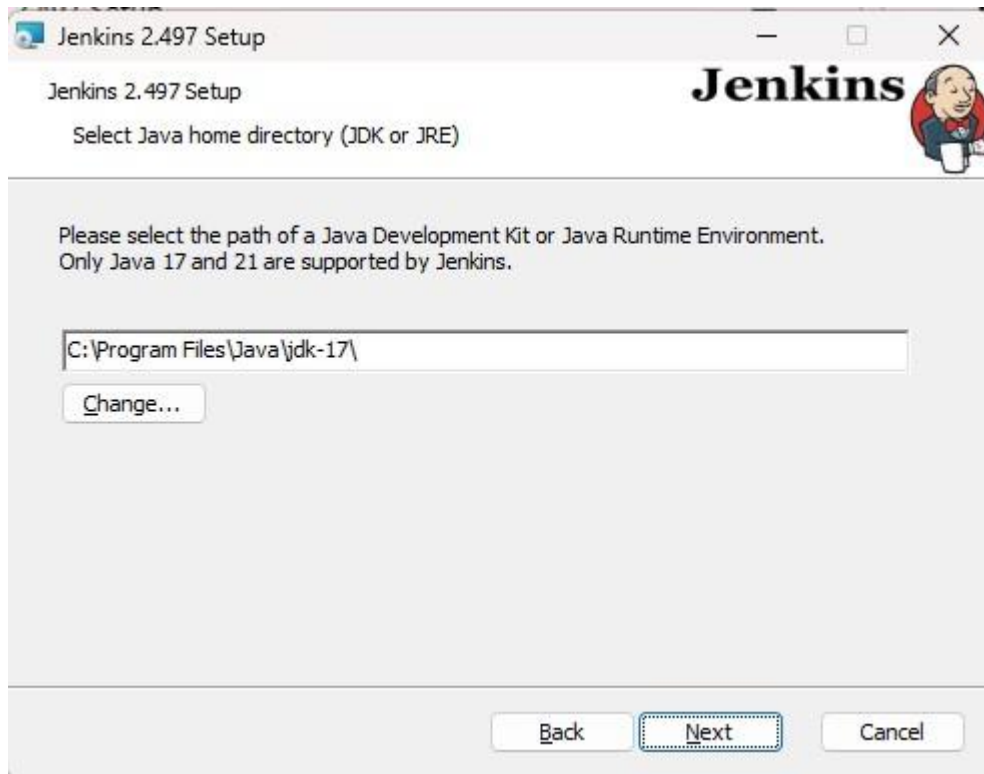 Jenkins 2.497 Setup
Jenkins 2.497 Setup
Jenkins
Select Java home directory (JDK or JRE)
Please select the path of a Java Development Kit or Java Runtime Environment.
Only Java 17 and 21 are supported by Jenkins.
C:\Program Files\Java\jdk-17\
Change...
Back
Next
Cancel